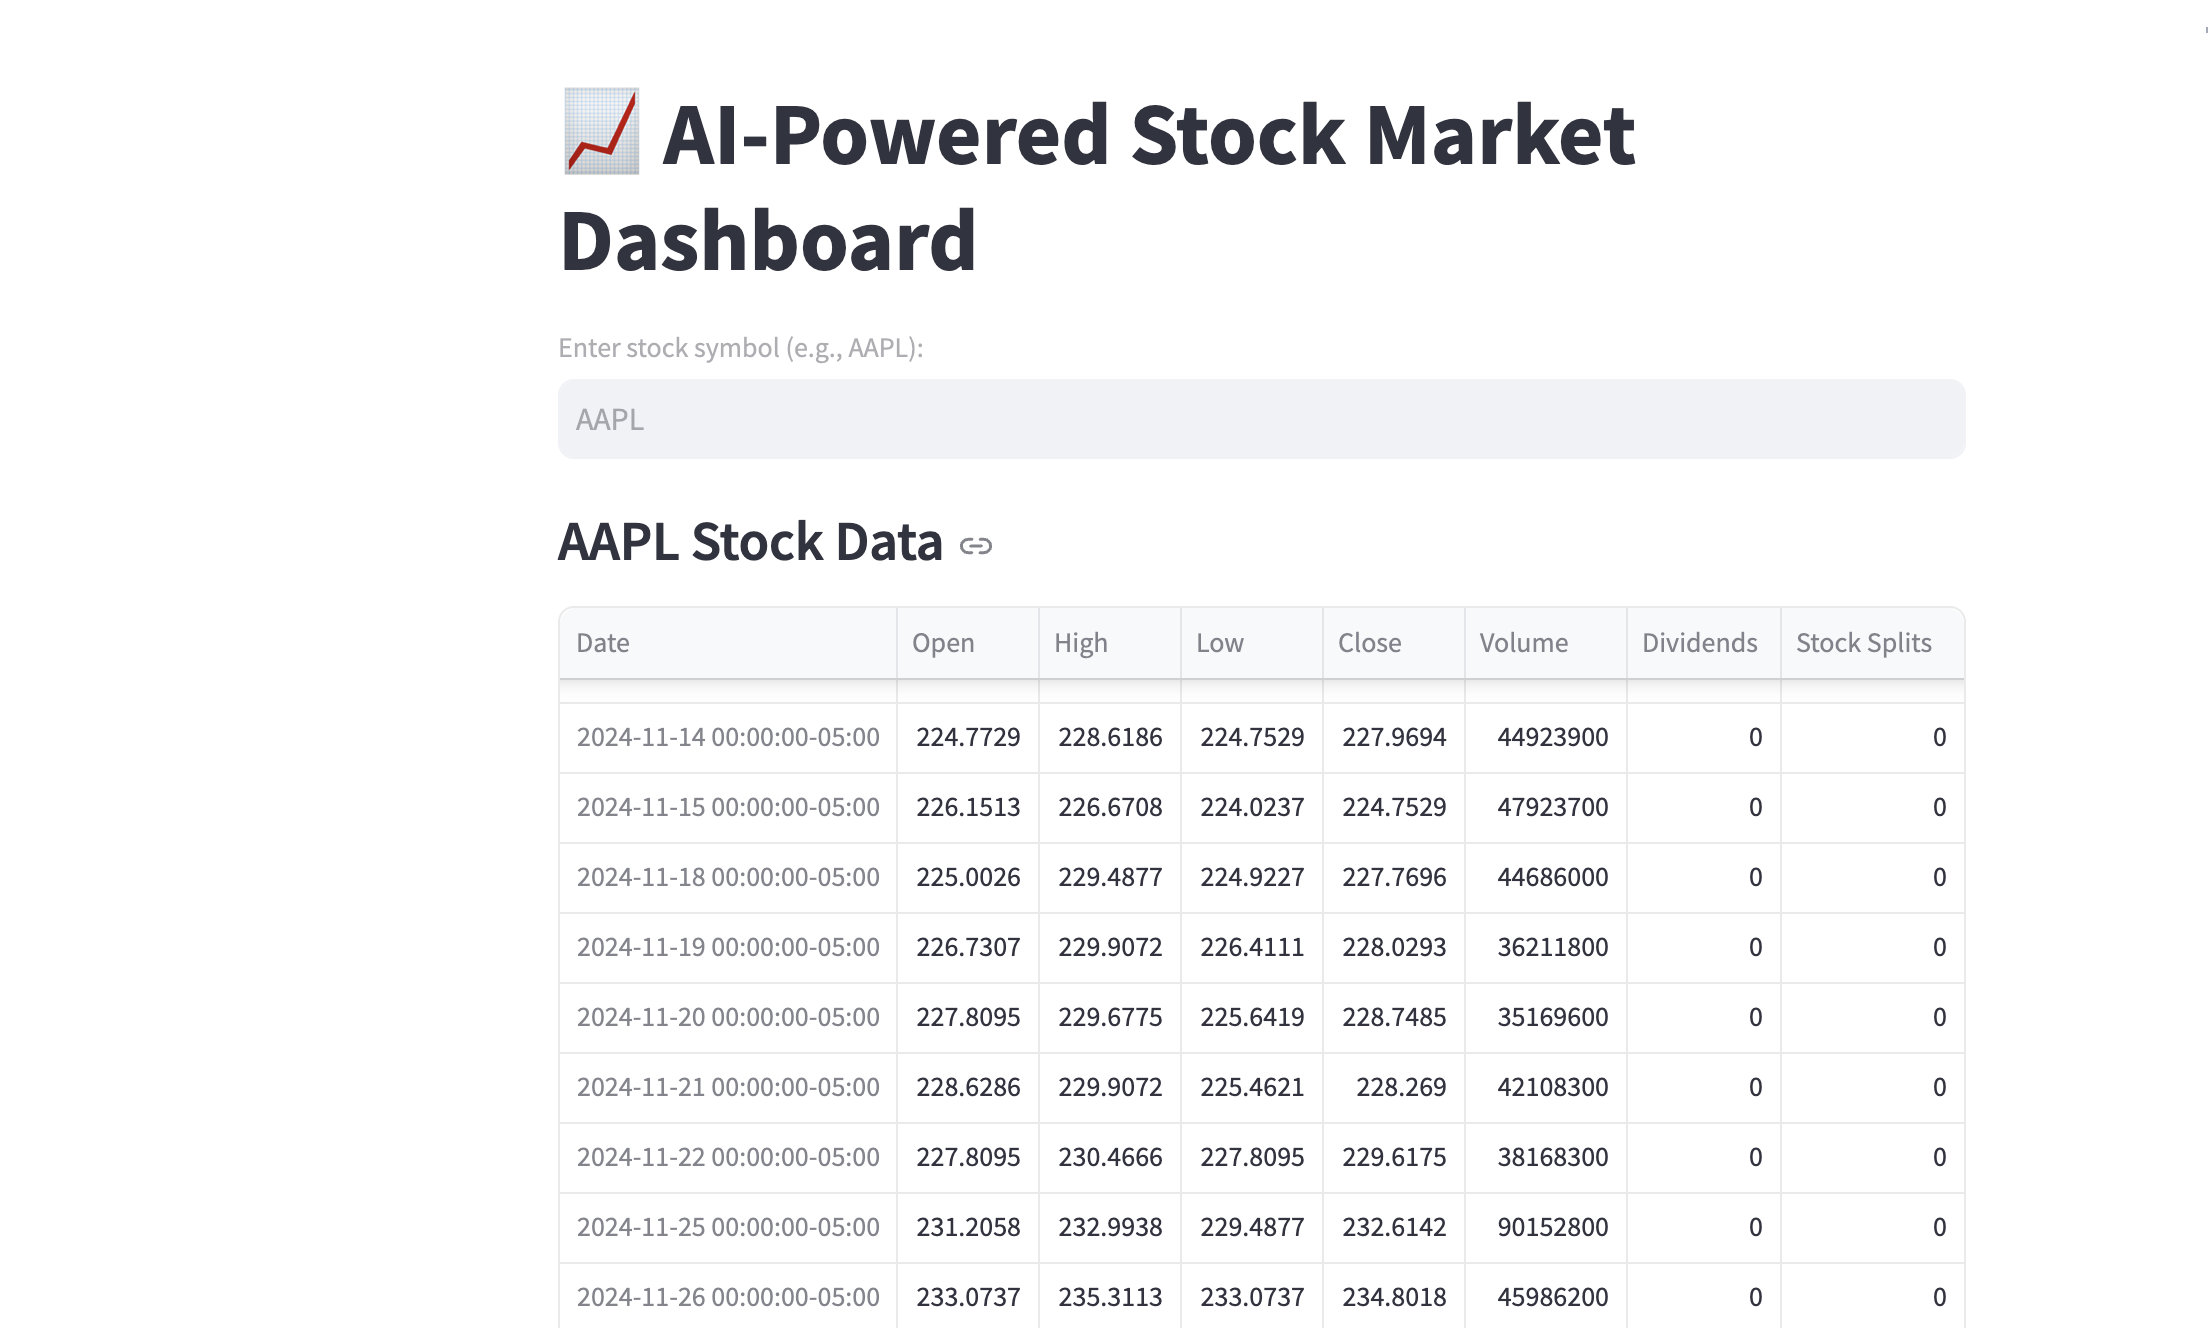 AI-Powered Stock Market
Dashboard
Enter stock symbol (e.g., AAPL):
AAPL
AAPL Stock Data
Date Open High Low Close Volume Dividends Stock Splits
2024-11-14 00:00:00-05:00 224.7729 228.6186 224.7529 227.9694 44923900 0 0
2024-11-15 00:00:00-05:00 226.1513 226.6708 224.0237 224.7529 47923700 0 0
2024-11-18 00:00:00-05:00 225.0026 229.4877 224.9227 227.7696 44686000 0 0
2024-11-19 00:00:00-05:00 226.7307 229.9072 226.4111 228.0293 36211800 0 0
2024-11-20 00:00:00-05:00 227.8095 229.6775 225.6419 228.7485 35169600 0 0
2024-11-21 00:00:00-05:00 228.6286 229.9072 225.4621 228.269 42108300 0 0
2024-11-22 00:00:00-05:00 227.8095 230.4666 227.8095 229.6175 38168300 0 0
2024-11-25 00:00:00-05:00 231.2058 232.9938 229.4877 232.6142 90152800 0 0
2024-11-26 00:00:00-05:00 233.0737 235.3113 233.0737 234.8018 45986200 0 0